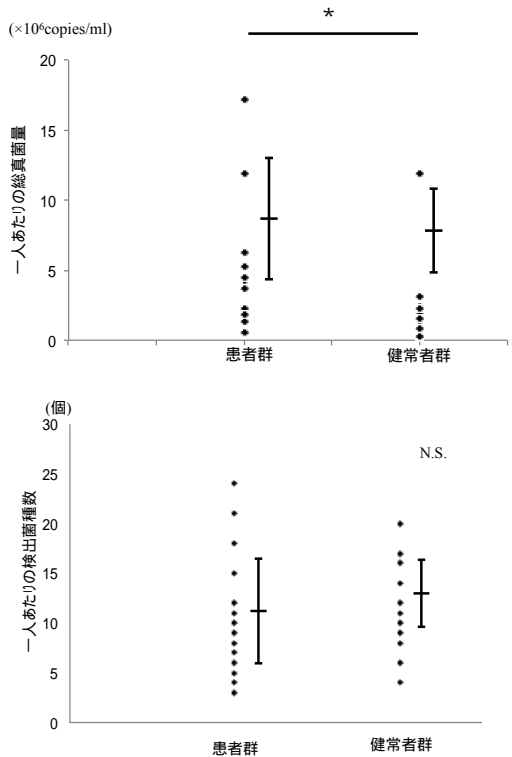 *
(×10⁶copies/ml)
20
15
10
5
0
一人あたりの総真菌量
患者群
健常者群
(個)
30
25
20
15
10
5
0
一人あたりの検出菌種数
N.S.
患者群
健常者群